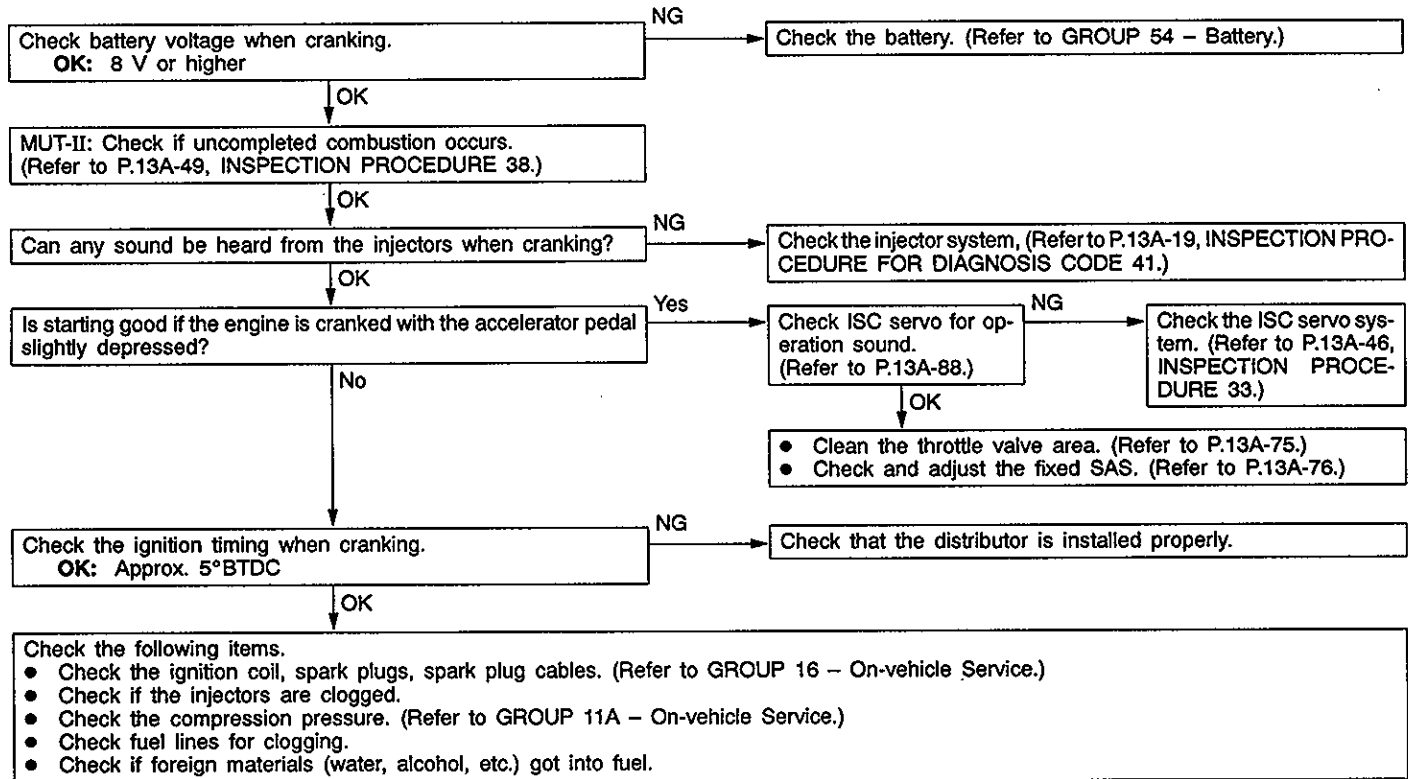 Check battery voltage when cranking.
OK: 8 V or higher
NG
Check the battery. (Refer to GROUP 54 – Battery.)
OK
MUT-II: Check if uncompleted combustion occurs.
(Refer to P.13A-49, INSPECTION PROCEDURE 38.)
OK
Can any sound be heard from the injectors when cranking?
NG
Check the injector system, (Refer to P.13A-19, INSPECTION PRO-
CEDURE FOR DIAGNOSIS CODE 41.)
OK
Is starting good if the engine is cranked with the accelerator pedal
slightly depressed?
Yes
Check ISC servo for op-
eration sound.
(Refer to P.13A-88.)
NG
Check the ISC servo sys-
tem. (Refer to P.13A-46,
INSPECTION PROCE-
DURE 33.)
OK
● Clean the throttle valve area. (Refer to P.13A-75.)
● Check and adjust the fixed SAS. (Refer to P.13A-76.)
No
Check the ignition timing when cranking.
OK: Approx. 5°BTDC
NG
Check that the distributor is installed properly.
OK
Check the following items.
● Check the ignition coil, spark plugs, spark plug cables. (Refer to GROUP 16 – On-vehicle Service.)
● Check if the injectors are clogged.
● Check the compression pressure. (Refer to GROUP 11A – On-vehicle Service.)
● Check fuel lines for clogging.
● Check if foreign materials (water, alcohol, etc.) got into fuel.